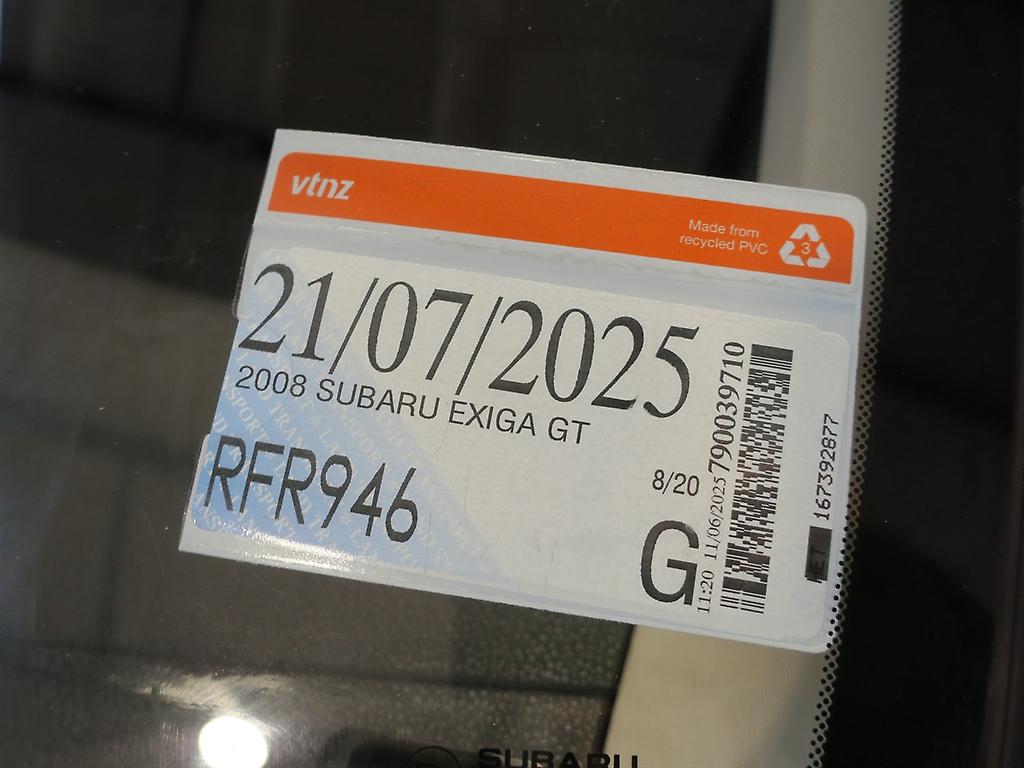 vtnz
Made from
recycled PVC
3
21/07/2025
2008 SUBARU EXIGA GT
RFR946
8/20
G
11:20 11/06/2025 790039710
167392877
SUBARU